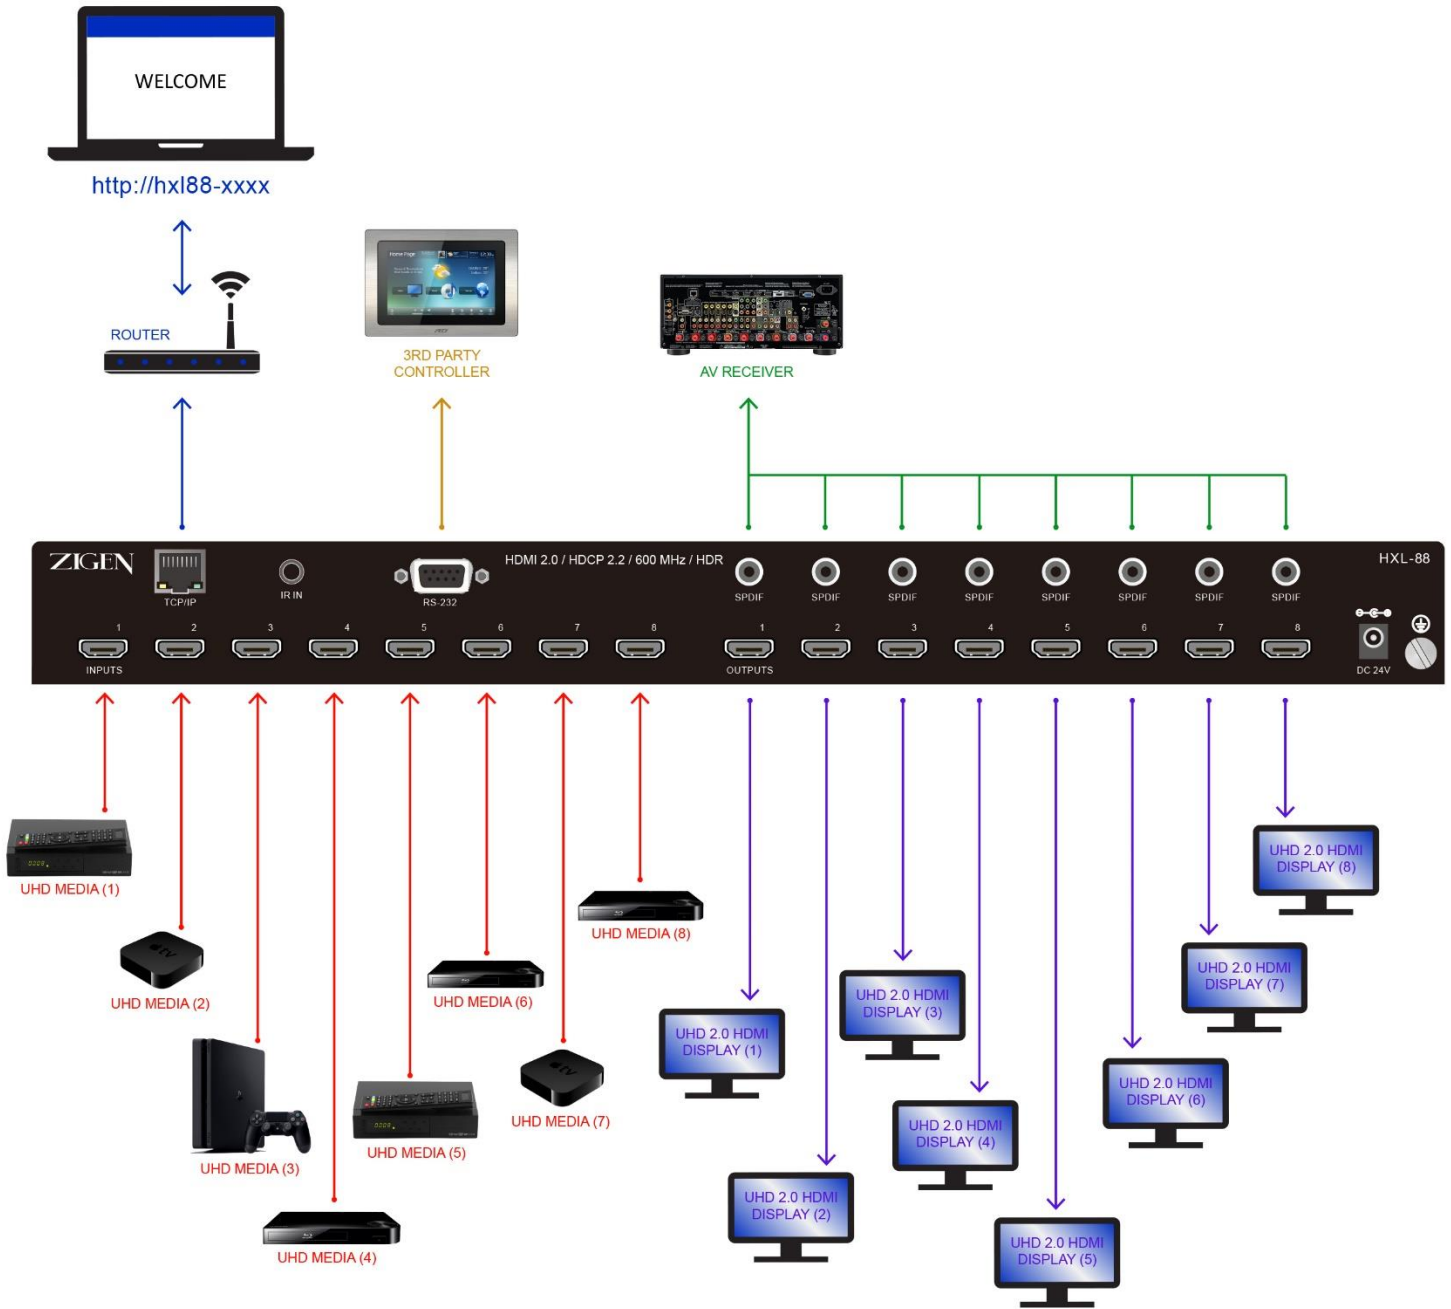 WELCOME
http://hxl88-xxxx
ROUTER
Home Page
3RD PARTY
CONTROLLER
AV RECEIVER
ZIGEN
HDMI 2.0 / HDCP 2.2 / 600 MHz / HDR
HXL-88
TCP/IP
IR IN
RS-232
SPDIF
SPDIF
SPDIF
SPDIF
SPDIF
SPDIF
SPDIF
SPDIF
1 2 3 4 5 6 7 8
1 2 3 4 5 6 7 8
INPUTS
OUTPUTS
DC 24V
UHD MEDIA (1)
tv
UHD MEDIA (2)
UHD MEDIA (3)
UHD MEDIA (4)
UHD MEDIA (5)
UHD MEDIA (6)
tv
UHD MEDIA (7)
UHD MEDIA (8)
UHD 2.0 HDMI
DISPLAY (1)
UHD 2.0 HDMI
DISPLAY (2)
UHD 2.0 HDMI
DISPLAY (3)
UHD 2.0 HDMI
DISPLAY (4)
UHD 2.0 HDMI
DISPLAY (5)
UHD 2.0 HDMI
DISPLAY (6)
UHD 2.0 HDMI
DISPLAY (7)
UHD 2.0 HDMI
DISPLAY (8)